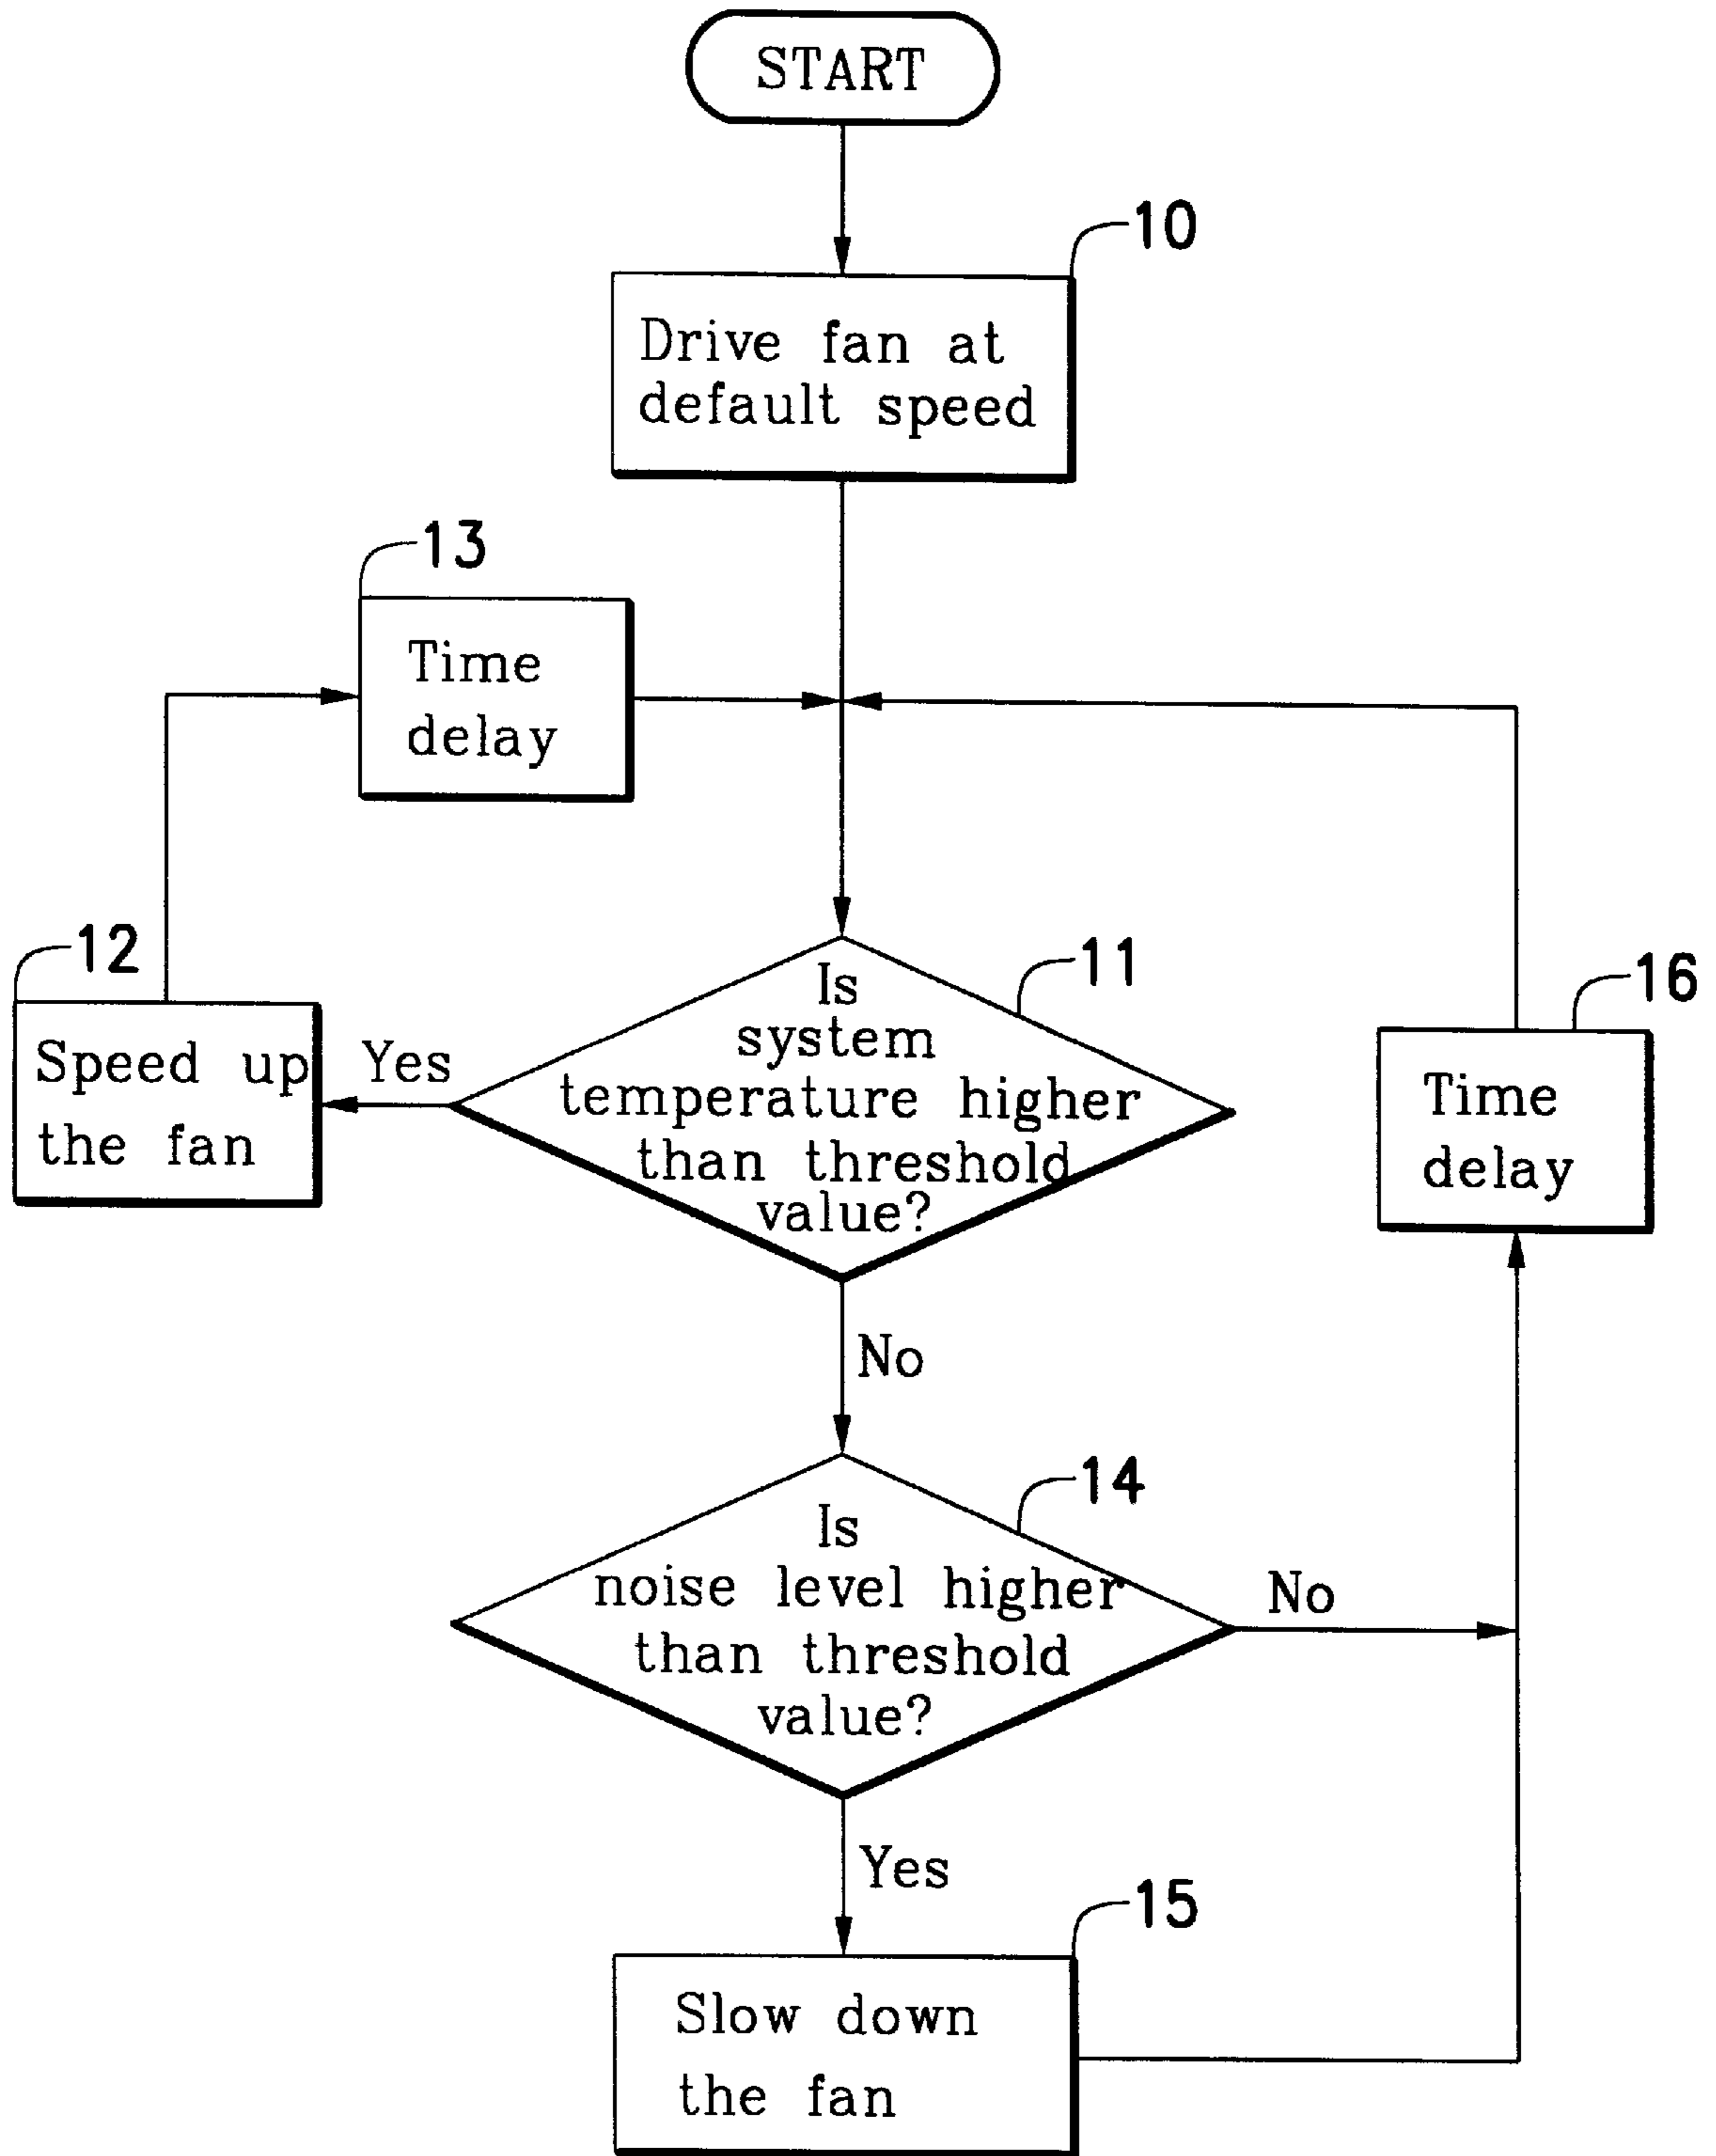 START
10
Drive fan at
default speed
13
Time
delay
12
Speed up
the fan
Yes
11
Is
system
temperature higher
than threshold
value?
16
Time
delay
No
14
Is
noise level higher
than threshold
value?
No
Yes
15
Slow down
the fan